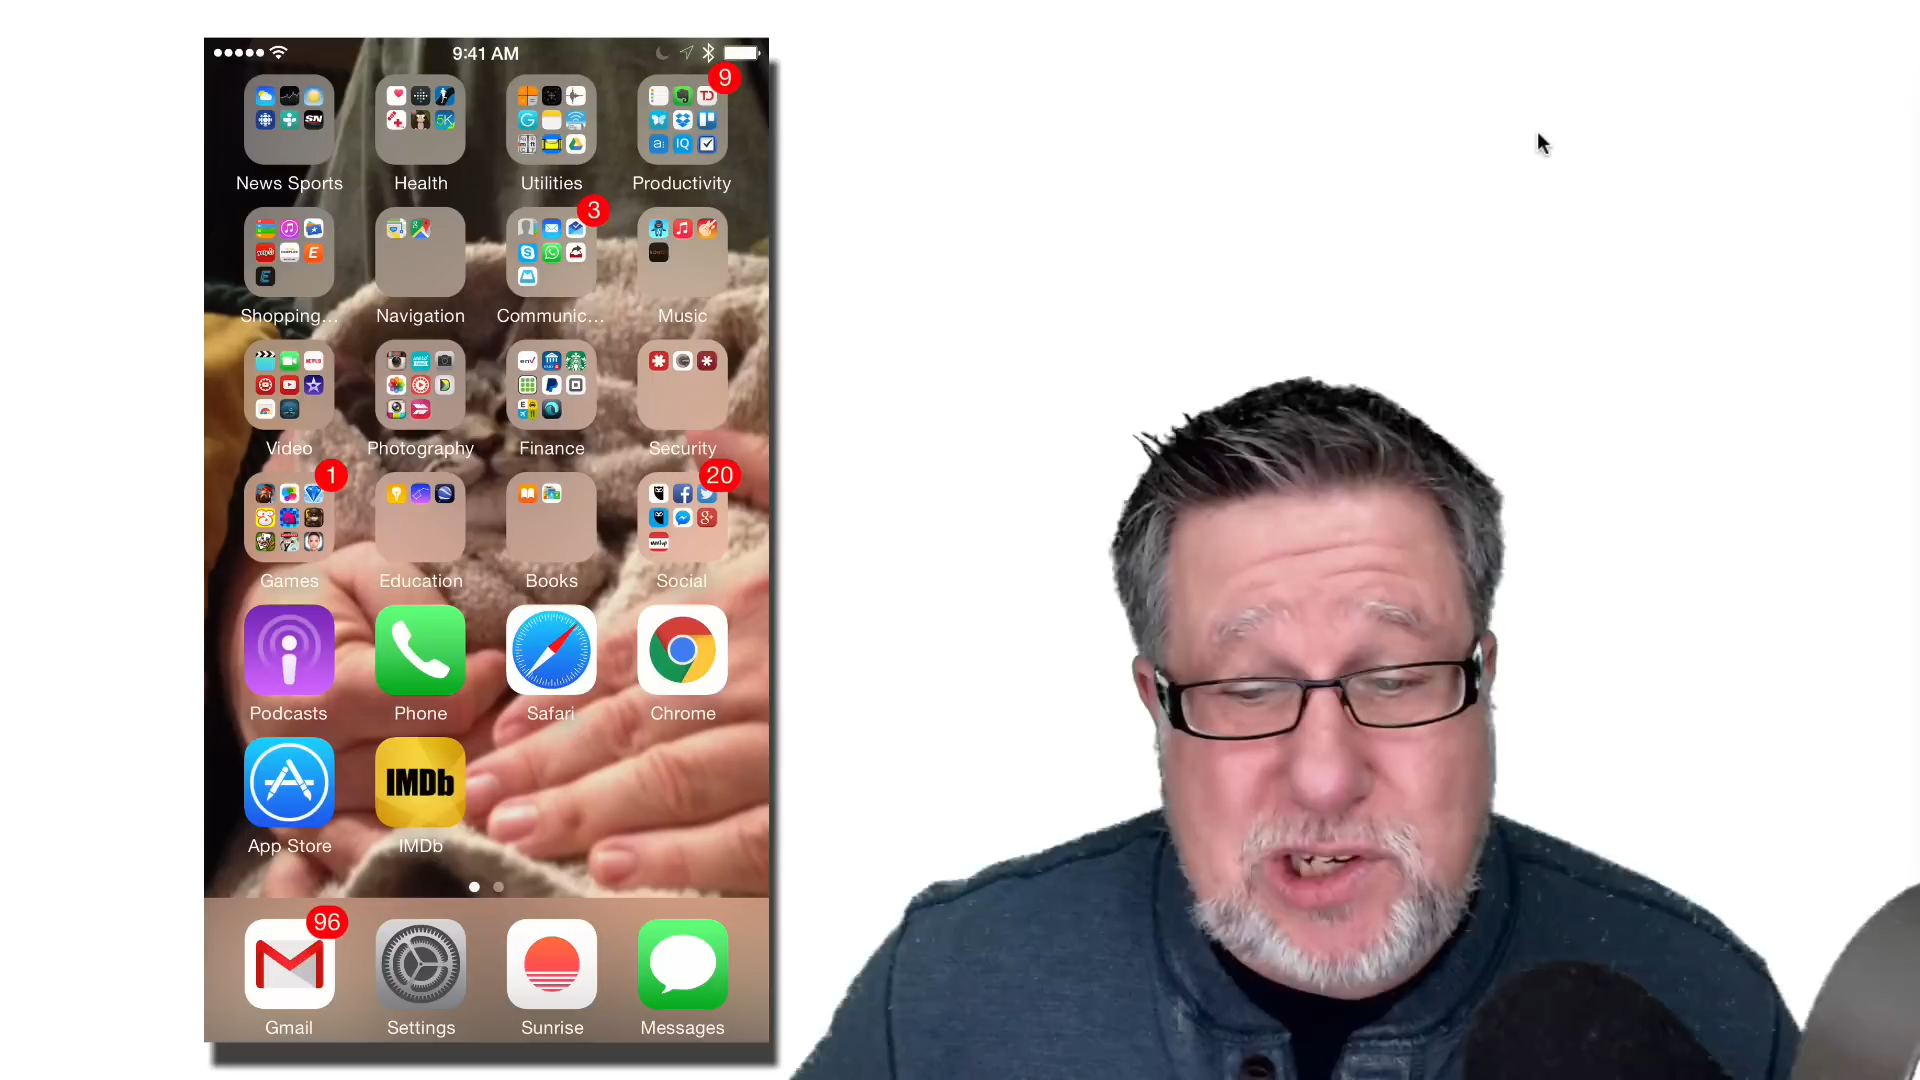 9:41 AM
9
News Sports Health Utilities Productivity
3
Shopping... Navigation Communic... Music
Video Photography Finance Security
1 20
Games Education Books Social
Podcasts Phone Safari Chrome
IMDb
App Store IMDb
96
Gmail Settings Sunrise Messages